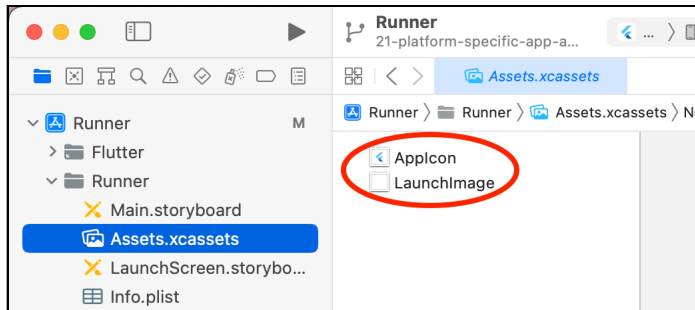 Runner
21-platform-specific-app-a...
...
Assets.xcassets
Runner
M
Runner
Runner
Assets.xcassets
Flutter
Runner
Main.storyboard
Assets.xcassets
LaunchScreen.storybo...
Info.plist
AppIcon
LaunchImage